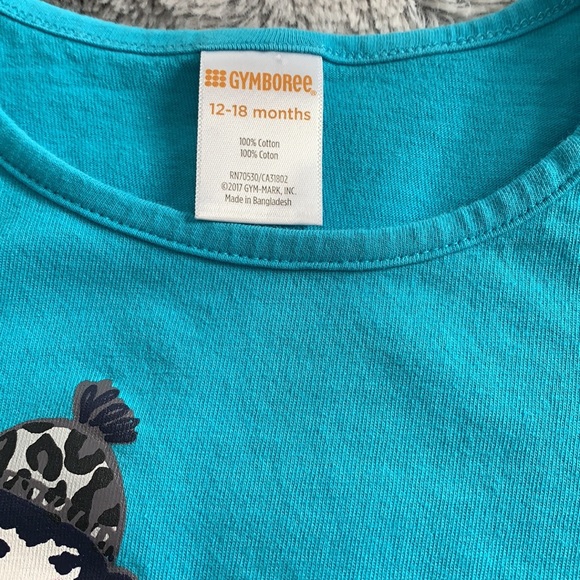 GYMBOREE
12-18 months
100% Cotton
100% Coton
RN70530/CA31802
©2017 GYM-MARK, INC.
Made in Bangladesh